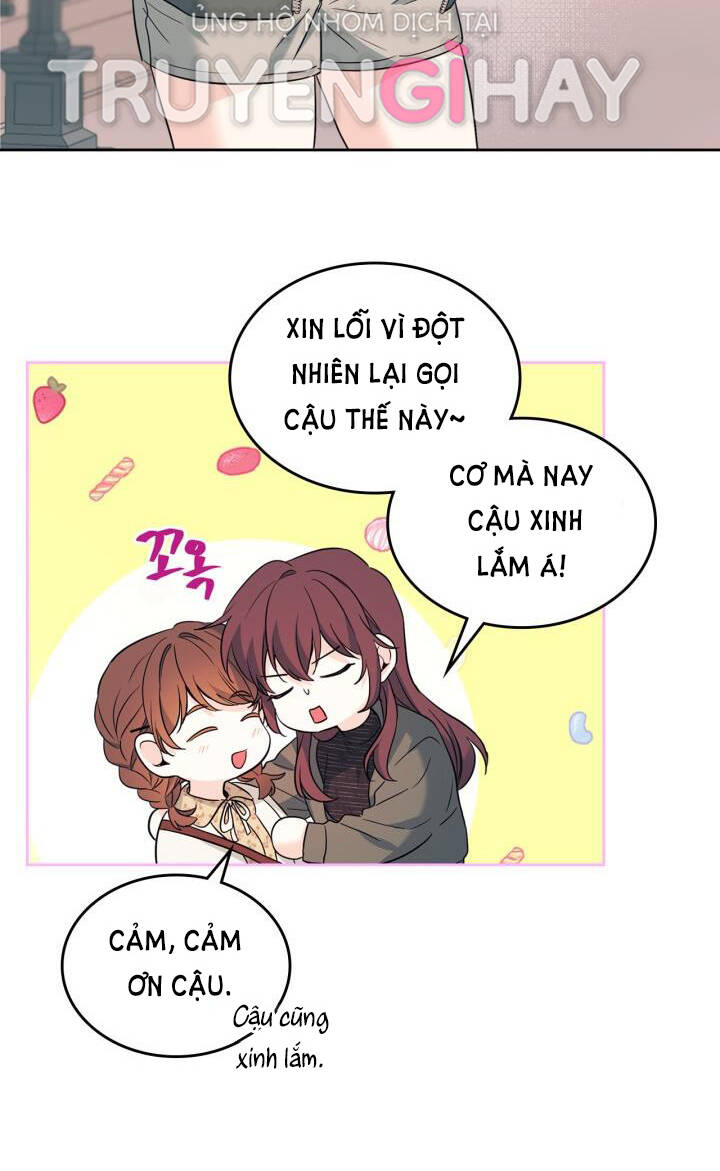 ỦNG HỘ NHÓM DỊCH TẠI
TRUYENGIHAY
XIN LỖI VÌ ĐỘT
NHIÊN LẠI GỌI
CẬU THẾ NÀY~
CƠ MÀ NAY
CẬU XINH
LẮM Á!
꼬옥
CẢM, CẢM
ƠN CẬU.
Cậu cũng
xinh lắm.